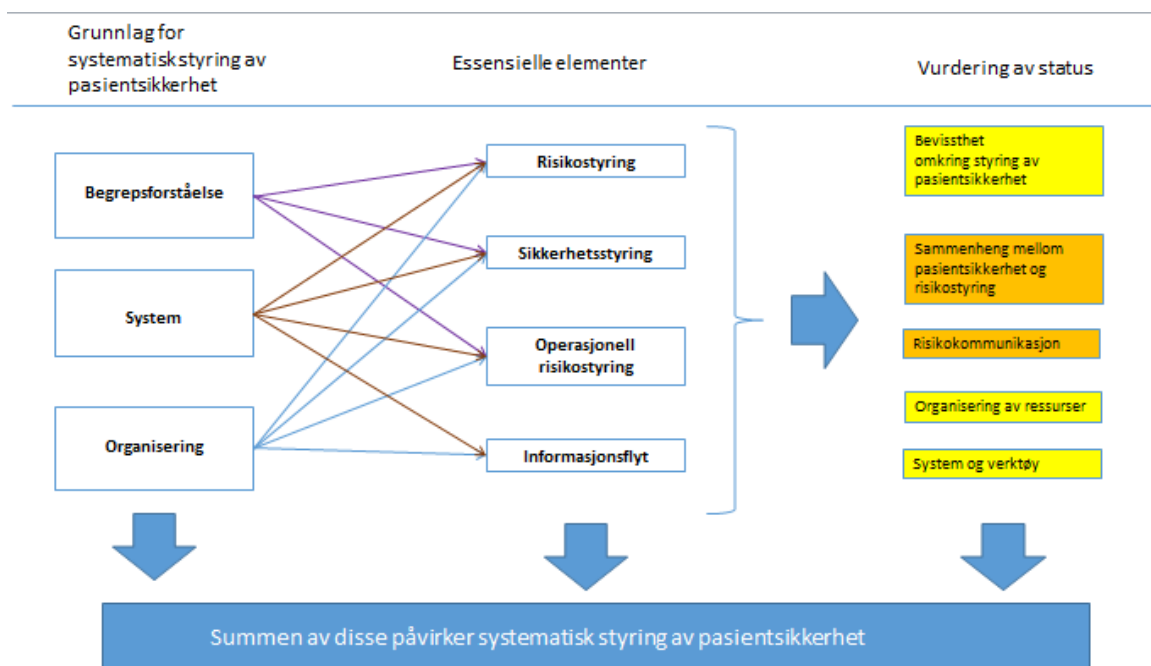 Grunnlag for
systematisk styring av
pasientsikkerhet
Essensielle elementer
Vurdering av status
Begrepsforståelse
System
Organisering
Risikostyring
Sikkerhetsstyring
Operasjonell
risikostyring
Informasjonsflyt
Bevissthet
omkring styring av
pasientsikkerhet
Sammenheng mellom
pasientsikkerhet og
risikostyring
Risikokommunikasjon
Organisering av ressurser
System og verktøy
Summen av disse påvirker systematisk styring av pasientsikkerhet